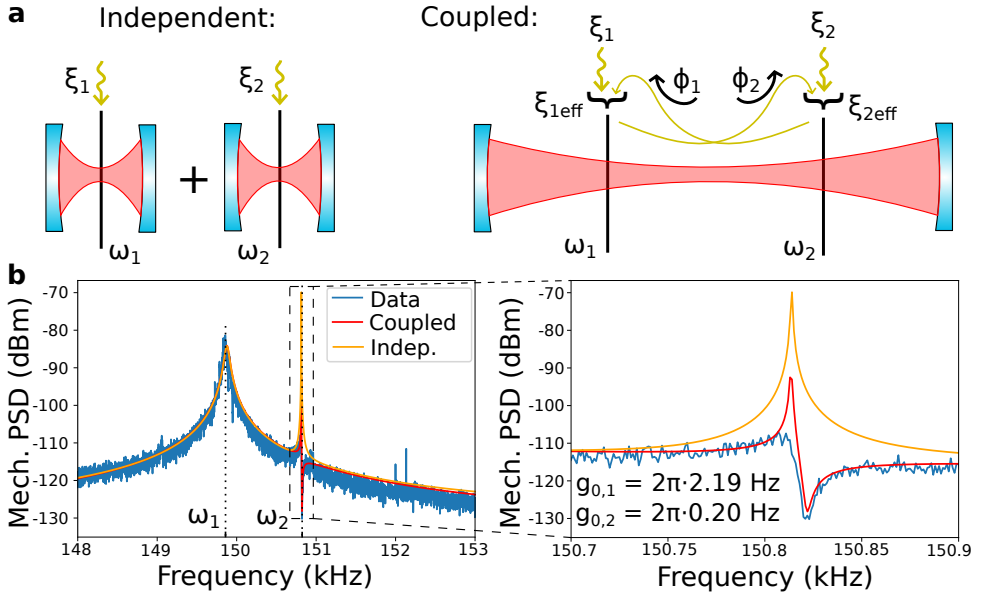 a
Independent:
Coupled:
ξ1
ξ2
ξ1
ξ2
ϕ1
ϕ2
ξ1eff
ξ2eff
+
ω1
ω2
ω1
ω2
b
Mech. PSD (dBm)
-70
-80
-90
-100
-110
-120
-130
Data
Coupled
Indep.
ω1
ω2
148
149
150
151
152
153
Frequency (kHz)
Mech. PSD (dBm)
-70
-80
-90
-100
-110
-120
-130
g0,1 = 2π·2.19 Hz
g0,2 = 2π·0.20 Hz
150.7
150.75
150.8
150.85
150.9
Frequency (kHz)